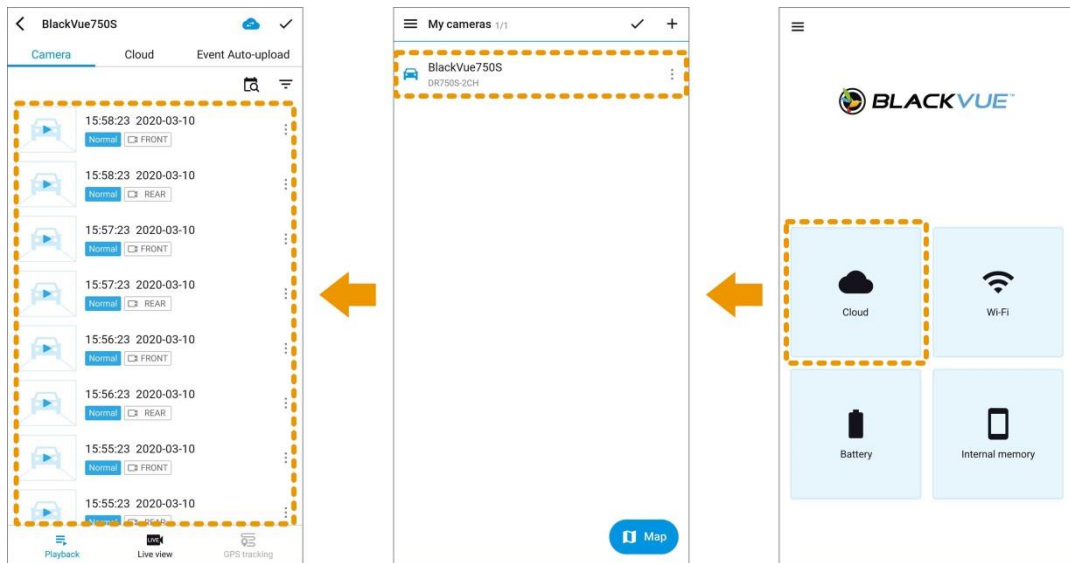 BlackVue750S
Camera Cloud Event Auto-upload
15:58:23 2020-03-10
Normal FRONT
15:58:23 2020-03-10
Normal REAR
15:57:23 2020-03-10
Normal FRONT
15:57:23 2020-03-10
Normal REAR
15:56:23 2020-03-10
Normal FRONT
15:56:23 2020-03-10
Normal REAR
15:55:23 2020-03-10
Normal FRONT
15:55:23 2020-03-10
Normal REAR
Playback LIVE Live view GPS tracking
My cameras 1/1
BlackVue750S
DR750S-2CH
Map
BLACKVUE™
Cloud Wi-Fi
Battery Internal memory